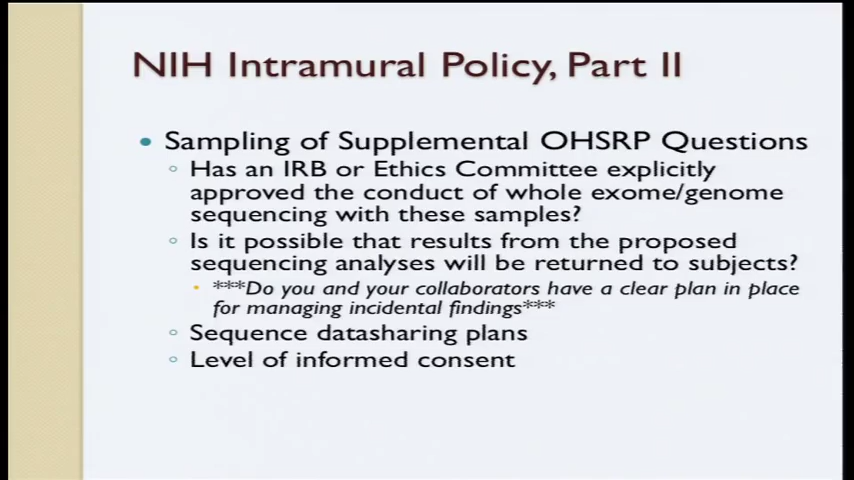 NIH Intramural Policy, Part II
Sampling of Supplemental OHSRP Questions
Has an IRB or Ethics Committee explicitly
approved the conduct of whole exome/genome
sequencing with these samples?
Is it possible that results from the proposed
sequencing analyses will be returned to subjects?
***Do you and your collaborators have a clear plan in place
for managing incidental findings***
Sequence datasharing plans
Level of informed consent